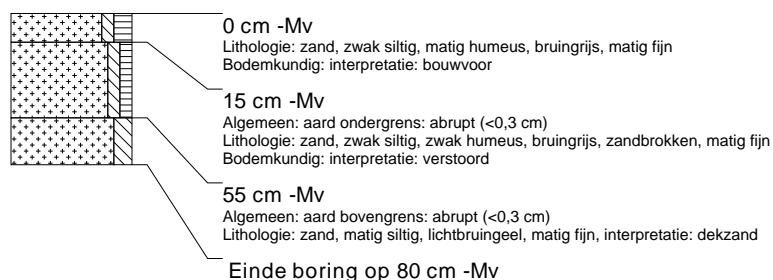 0 cm -Mv
Lithologie: zand, zwak siltig, matig humeus, bruingrijs, matig fijn
Bodemkundig: interpretatie: bouwvoor
15 cm -Mv
Algemeen: aard ondergrens: abrupt (<0,3 cm)
Lithologie: zand, zwak siltig, zwak humeus, bruingrijs, zandbrokken, matig fijn
Bodemkundig: interpretatie: verstoord
55 cm -Mv
Algemeen: aard bovengrens: abrupt (<0,3 cm)
Lithologie: zand, matig siltig, lichtbruingeel, matig fijn, interpretatie: dekzand
Einde boring op 80 cm -Mv